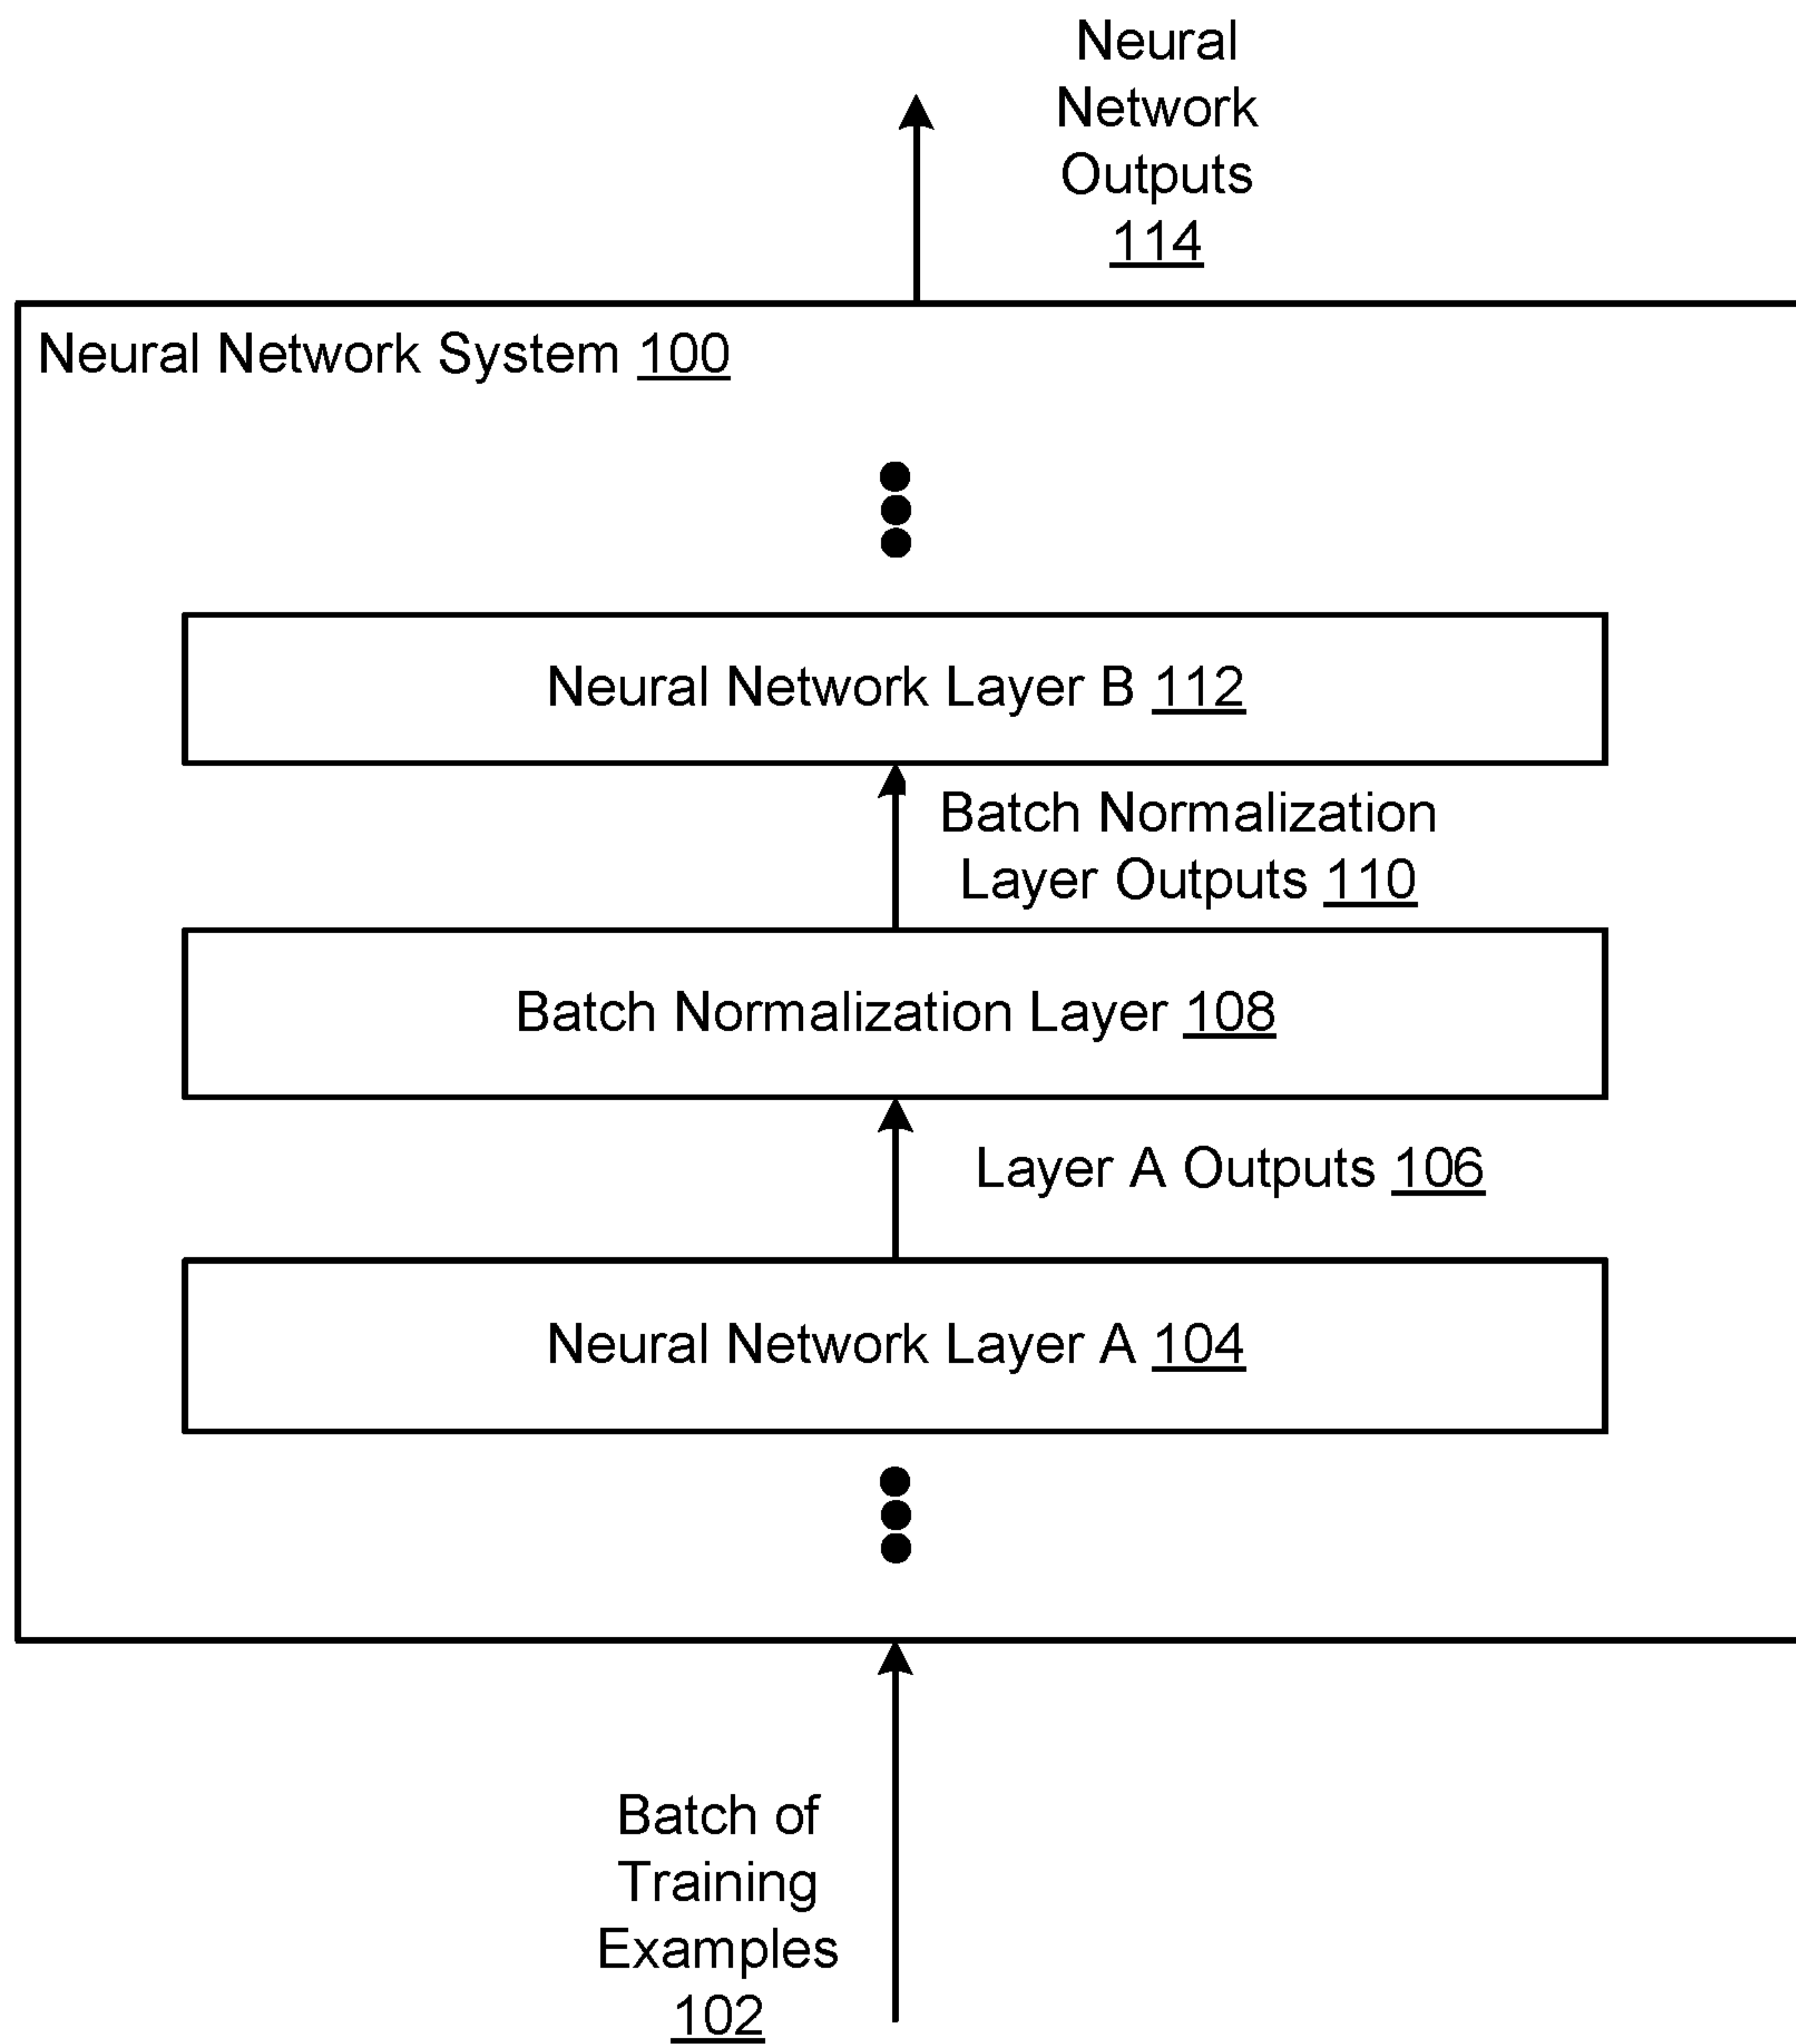 Neural
Network
Outputs
114
Neural Network System 100
Neural Network Layer B 112
Batch Normalization
Layer Outputs 110
Batch Normalization Layer 108
Layer A Outputs 106
Neural Network Layer A 104
Batch of
Training
Examples
102